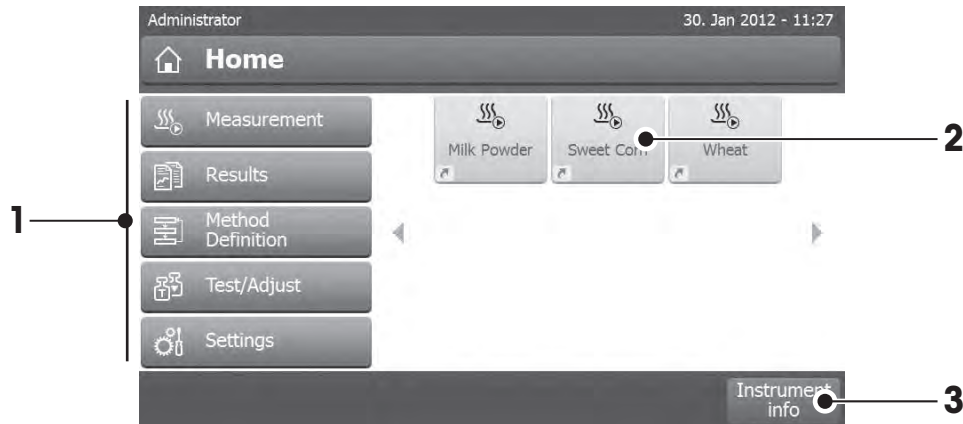 Administrator 30. Jan 2012 - 11:27
Home
Measurement
Results
Method
Definition
Test/Adjust
Settings
Milk Powder Sweet Corn Wheat
Instrument
info
1
2
3